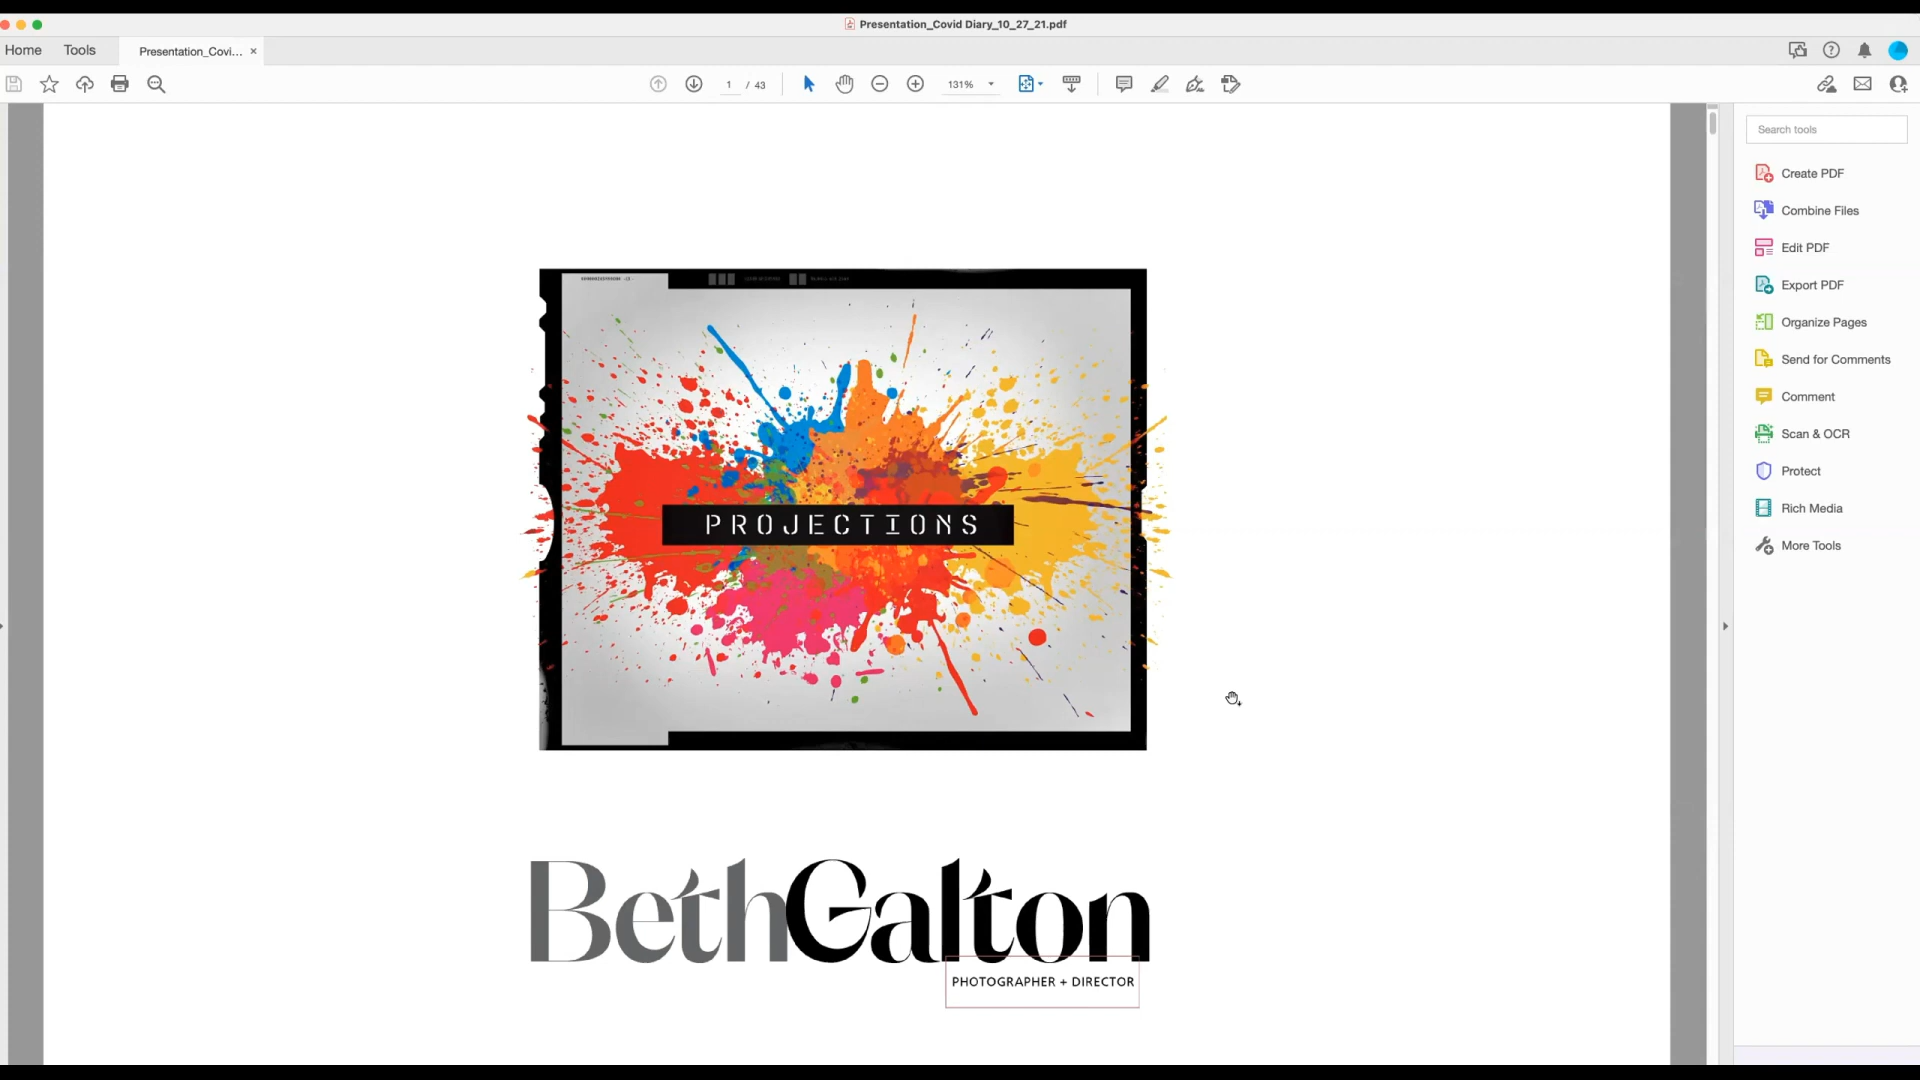 Presentation_Covid Diary_10_27_21.pdf
Home
Tools
Presentation_Covi...
1 / 43
131%
Search tools
Create PDF
Combine Files
Edit PDF
Export PDF
Organize Pages
Send for Comments
Comment
Scan & OCR
Protect
Rich Media
More Tools
PROJECTIONS
BethGalton
PHOTOGRAPHER + DIRECTOR